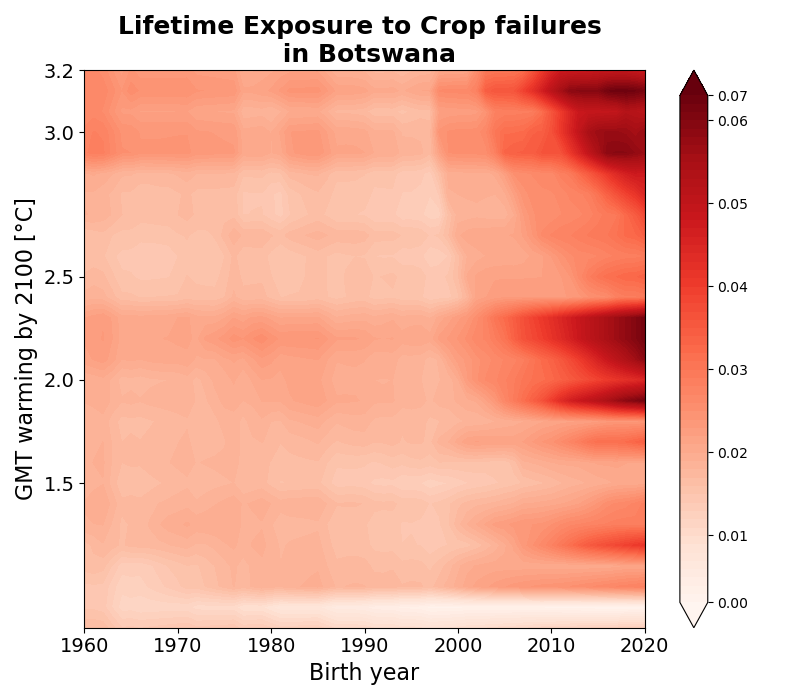 Lifetime Exposure to Crop failures
in Botswana
GMT warming by 2100 [°C]
3.2
3.0
2.5
2.0
1.5
1960 1970 1980 1990 2000 2010 2020
Birth year
0.07
0.06
0.05
0.04
0.03
0.02
0.01
0.00